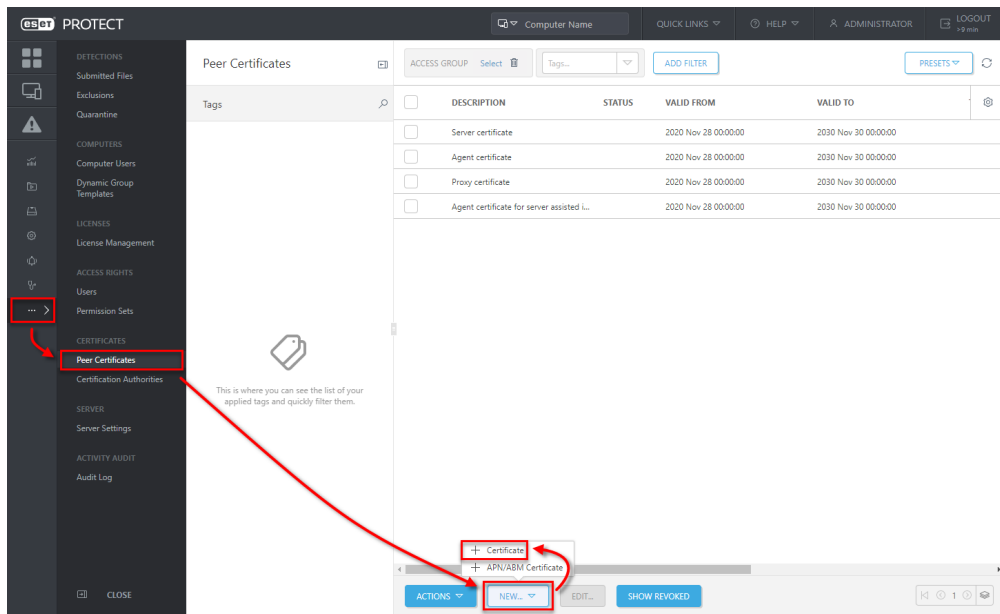 eset PROTECT
Computer Name
QUICK LINKS
HELP
ADMINISTRATOR
LOGOUT
>9 min
DETECTIONS
Submitted Files
Exclusions
Quarantine
COMPUTERS
Computer Users
Dynamic Group
Templates
LICENSES
License Management
ACCESS RIGHTS
Users
Permission Sets
CERTIFICATES
Peer Certificates
Certification Authorities
SERVER
Server Settings
ACTIVITY AUDIT
Audit Log
CLOSE
Peer Certificates
Tags
This is where you can see the list of your
applied tags and quickly filter them.
ACCESS GROUP Select
Tags...
ADD FILTER
PRESETS
DESCRIPTION STATUS VALID FROM VALID TO
Server certificate 2020 Nov 28 00:00:00 2030 Nov 30 00:00:00
Agent certificate 2020 Nov 28 00:00:00 2030 Nov 30 00:00:00
Proxy certificate 2020 Nov 28 00:00:00 2030 Nov 30 00:00:00
Agent certificate for server assisted i... 2020 Nov 28 00:00:00 2030 Nov 30 00:00:00
+ Certificate
+ APN/ABM Certificate
ACTIONS NEW... EDIT... SHOW REVOKED
1